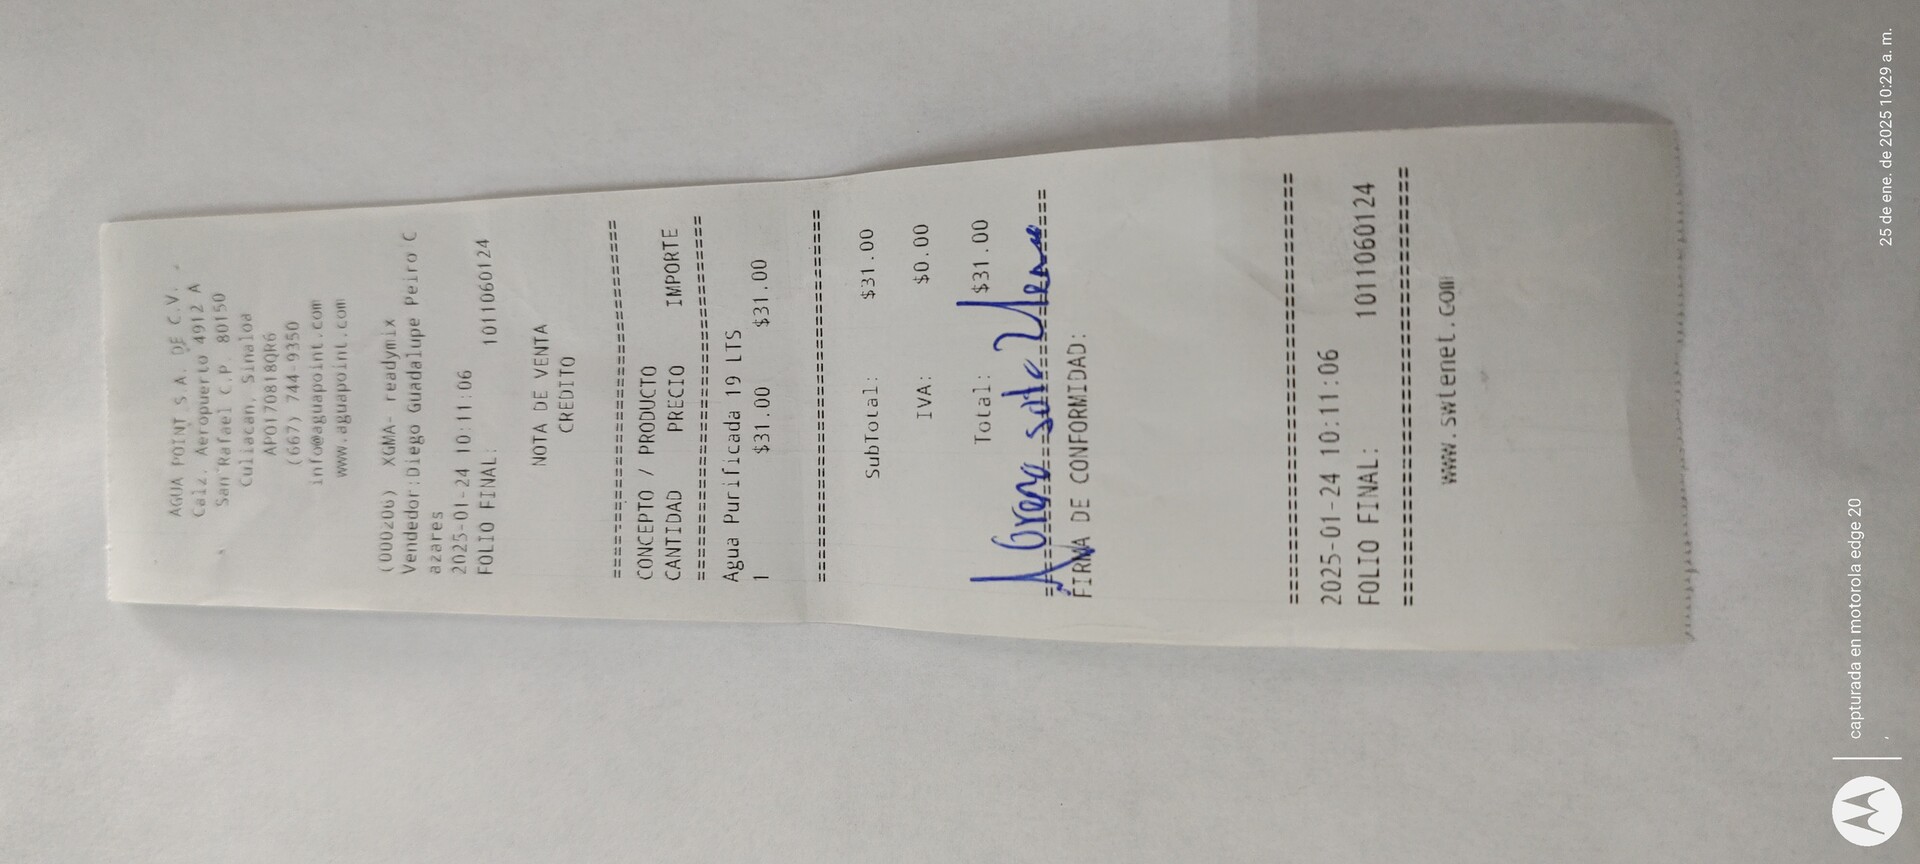 AGUA POINT S.A. DE C.V.
Calz. Aeropuerto 4912 A
San Rafael C.P. 80150
Culiacan, Sinaloa
APO170818QR6
(667) 744-9350
info@aguapoint.com
www.aguapoint.com
(000206) XGMA- readymix
Vendedor:Diego Guadalupe Peiro C
azares
2025-01-24 10:11:06
FOLIO FINAL: 1011060124
NOTA DE VENTA
CREDITO
================================
CONCEPTO / PRODUCTO
CANTIDAD PRECIO IMPORTE
================================
Agua Purificada 19 LTS
1 $31.00 $31.00
================================
SubTotal: $31.00
IVA: $0.00
Total: $31.00
================================
FIRMA DE CONFORMIDAD:
================================
2025-01-24 10:11:06
FOLIO FINAL: 1011060124
================================
www.swtenet.com
capturada en motorola edge 20
25 de ene. de 2025 10:29 a. m.